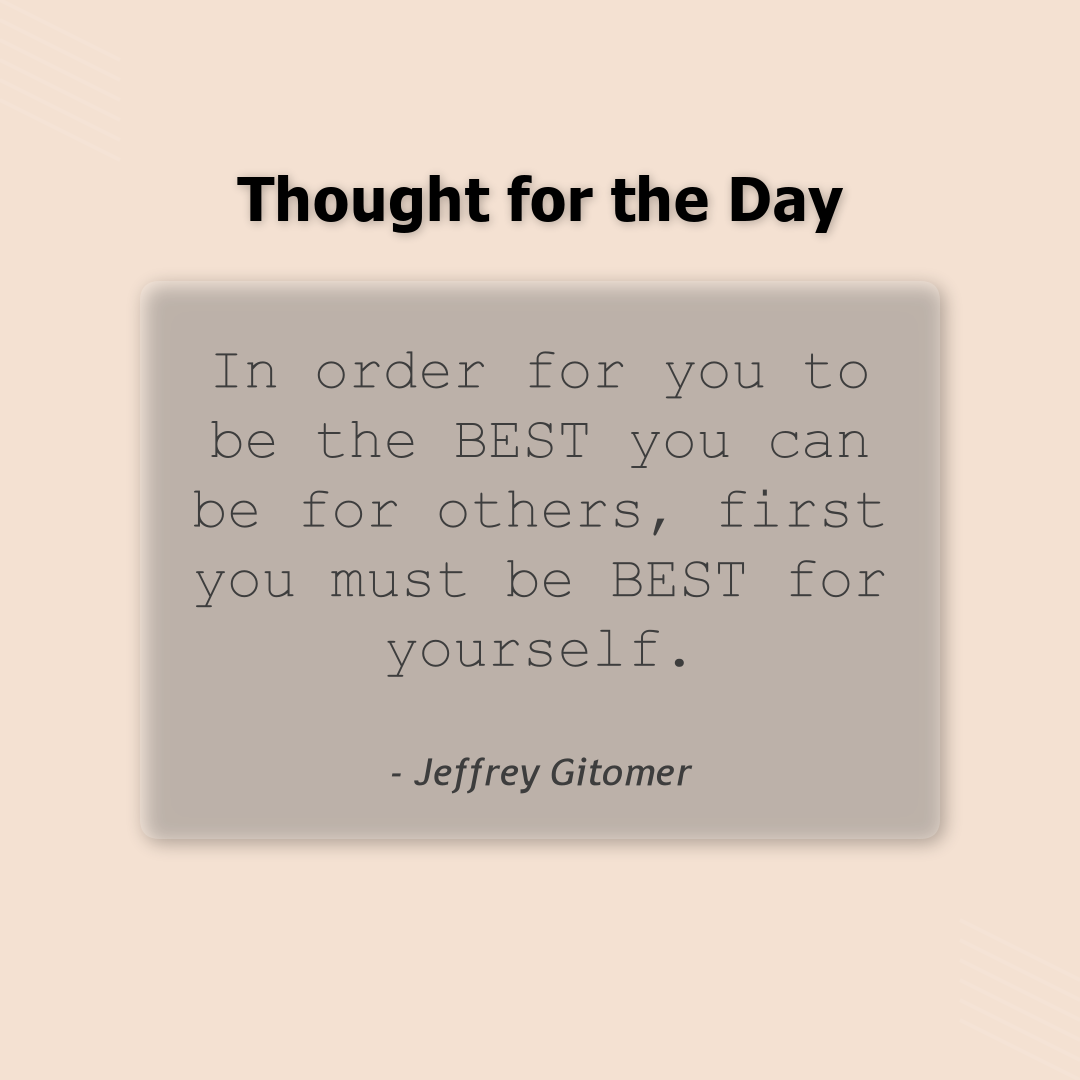 Thought for the Day
In order for you to
be the BEST you can
be for others, first
you must be BEST for
yourself.
- Jeffrey Gitomer